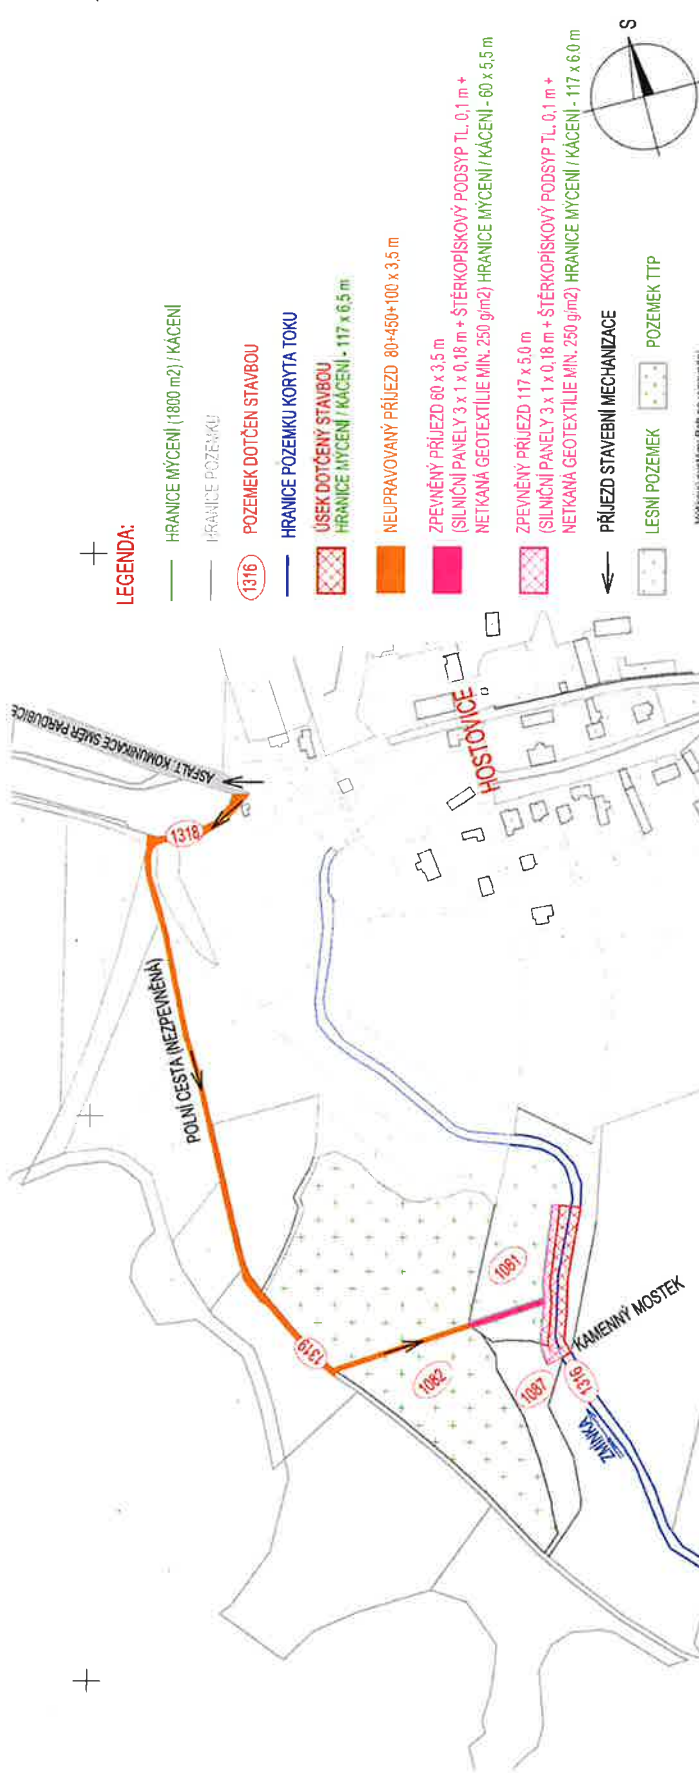 LEGENDA:
HRANICE MÝCENÍ (1800 m2) / KÁCENÍ
HRANICE POZEMKU
1316 POZEMEK DOTČEN STAVBOU
HRANICE POZEMKU KORYTA TOKU
ÚSEK DOTČENÝ STAVBOU
HRANICE MÝCENÍ / KÁCENÍ - 117 x 6,5 m
NEUPRAVOVANÝ PŘÍJEZD 80+450+100 x 3,5 m
ZPEVNĚNÝ PŘÍJEZD 60 x 3,5 m
(SILNIČNÍ PANELY 3 x 1 x 0,18 m + ŠTĚRKOPÍSKOVÝ PODSYP TL. 0,1 m +
NETKANÁ GEOTEXTÍLIE MIN. 250 g/m2) HRANICE MÝCENÍ / KÁCENÍ - 60 x 5,5 m
ZPEVNĚNÝ PŘÍJEZD 117 x 5,0 m
(SILNIČNÍ PANELY 3 x 1 x 0,18 m + ŠTĚRKOPÍSKOVÝ PODSYP TL. 0,1 m +
NETKANÁ GEOTEXTÍLIE MIN. 250 g/m2) HRANICE MÝCENÍ / KÁCENÍ - 117 x 6,0 m
PŘÍJEZD STAVEBNÍ MECHANIZACE
LESNÍ POZEMEK POZEMEK TTP
S
ASFALT. KOMUNIKACE SMĚR PARDUBICE
1318
POLNÍ CESTA (NEZPEVNĚNÁ)
HOSTOVICE
1319
1082
1081
1087
1316
KAMENNÝ MOSTEK
ZMÍNKA